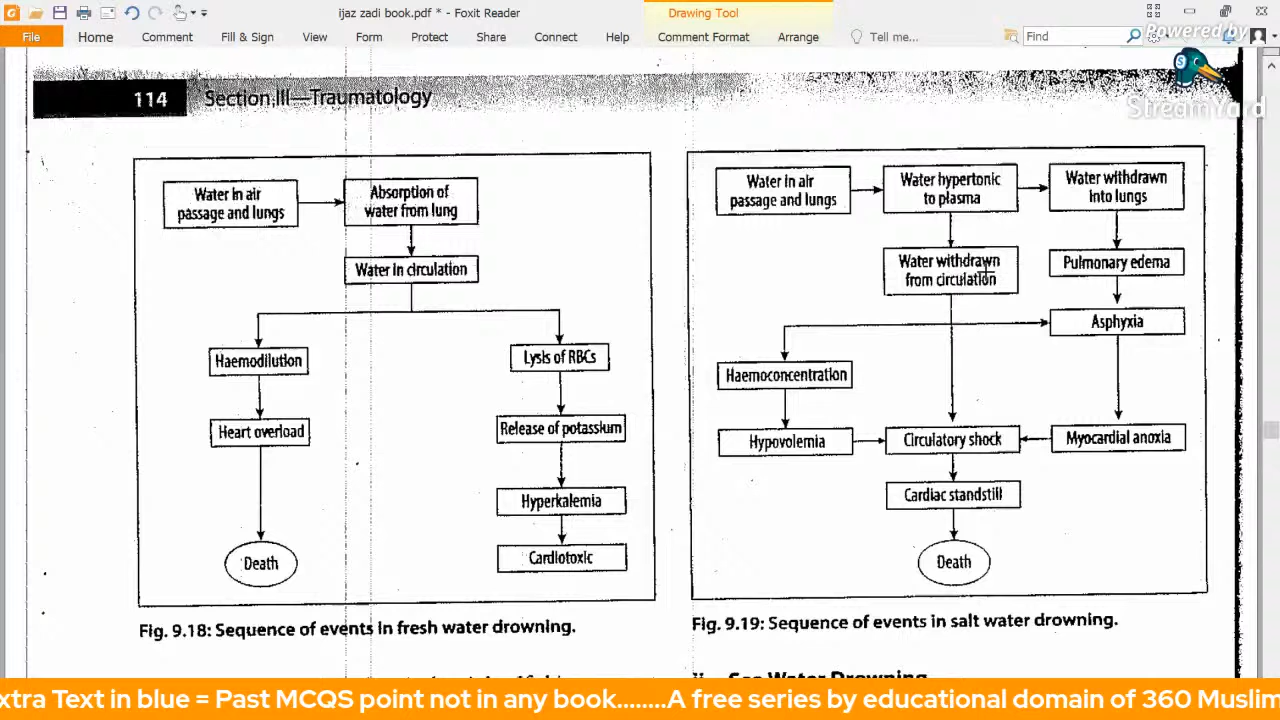 ijaz zadi book.pdf * - Foxit Reader
Drawing Tool
File
Home
Comment
Fill & Sign
View
Form
Protect
Share
Connect
Help
Comment Format
Arrange
Tell me...
Find
Powered by
StreamYard
114
Section III—Traumatology
Water in air
passage and lungs
Absorption of
water from lung
Water in circulation
Haemodilution
Heart overload
Death
Lysis of RBCs
Release of potassium
Hyperkalemia
Cardiotoxic
Fig. 9.18: Sequence of events in fresh water drowning.
Water in air
passage and lungs
Water hypertonic
to plasma
Water withdrawn
into lungs
Water withdrawn
from circulation
Pulmonary edema
Asphyxia
Haemoconcentration
Hypovolemia
Circulatory shock
Myocardial anoxia
Cardiac standstill
Death
Fig. 9.19: Sequence of events in salt water drowning.
ii. Sea Water Drowning
xtra Text in blue = Past MCQS point not in any book........A free series by educational domain of 360 Muslim